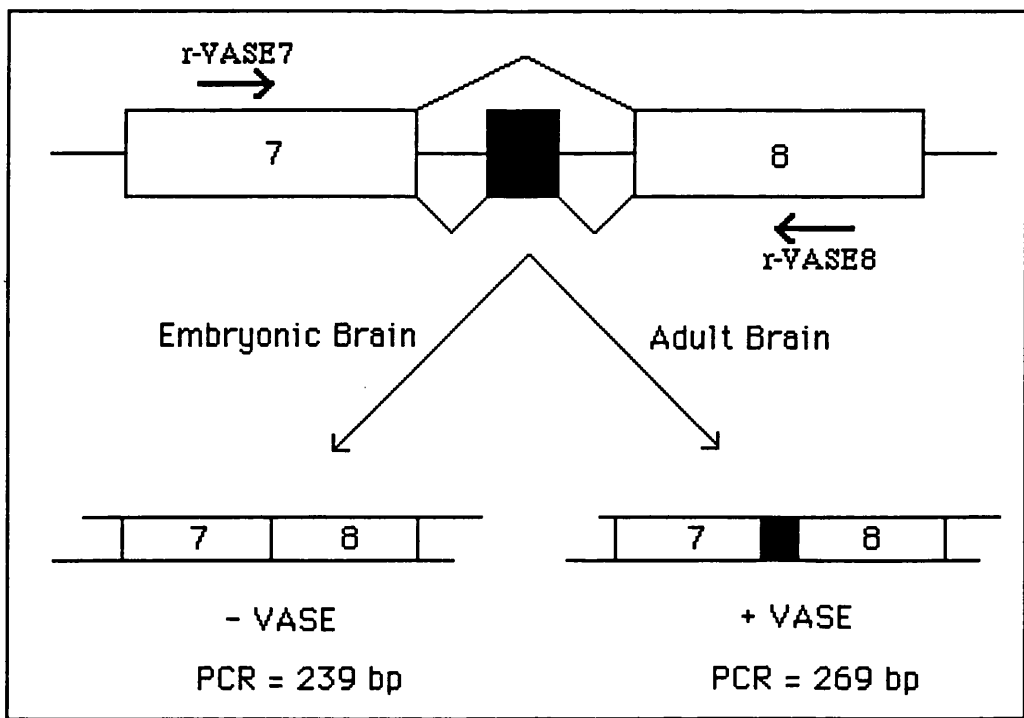 r-VASE7
7
8
r-VASE8
Embryonic Brain
Adult Brain
7 8
7 8
- VASE
+ VASE
PCR = 239 bp
PCR = 269 bp